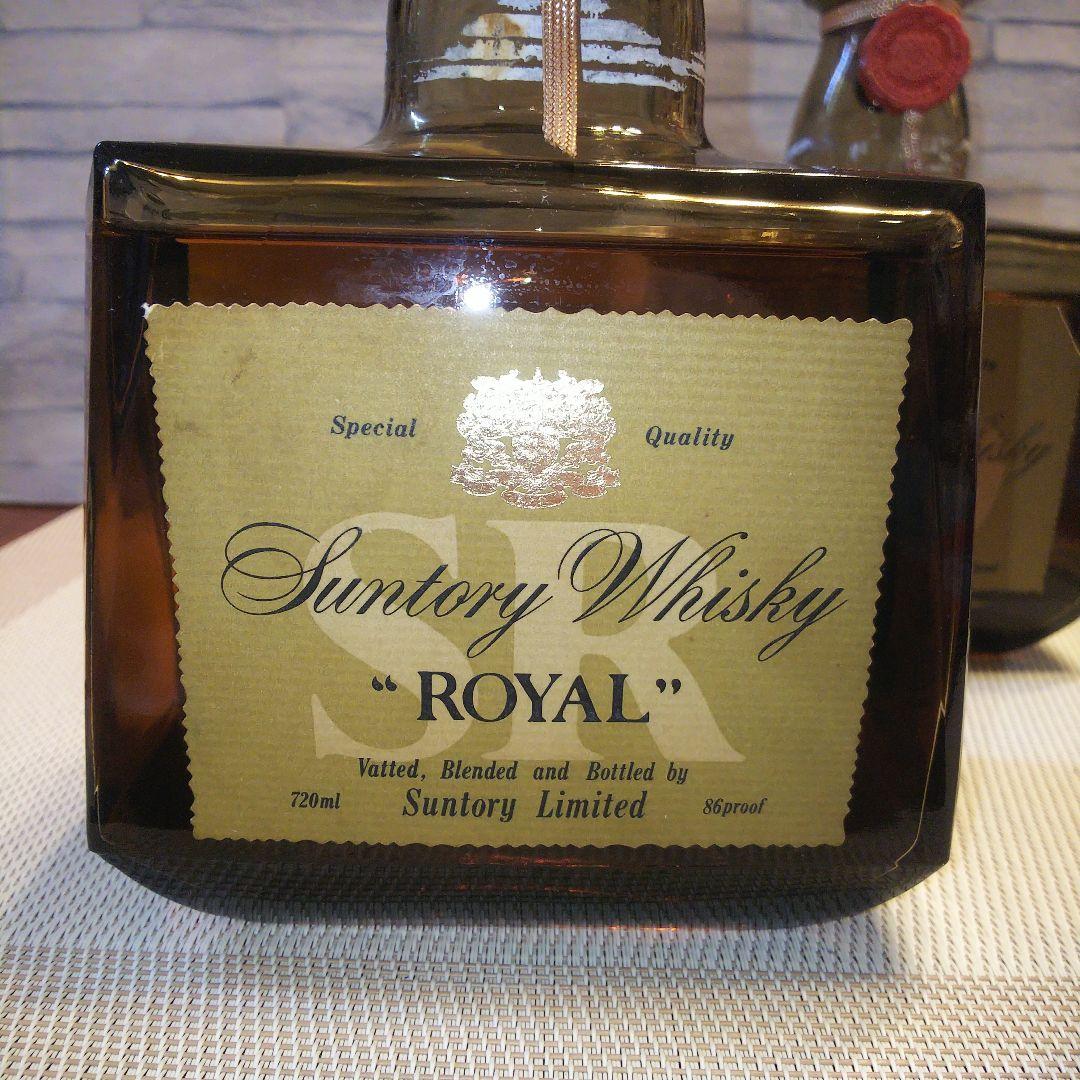 Special Quality
SR
Suntory Whisky
“ROYAL”
Vatted, Blended and Bottled by
720ml Suntory Limited 86proof